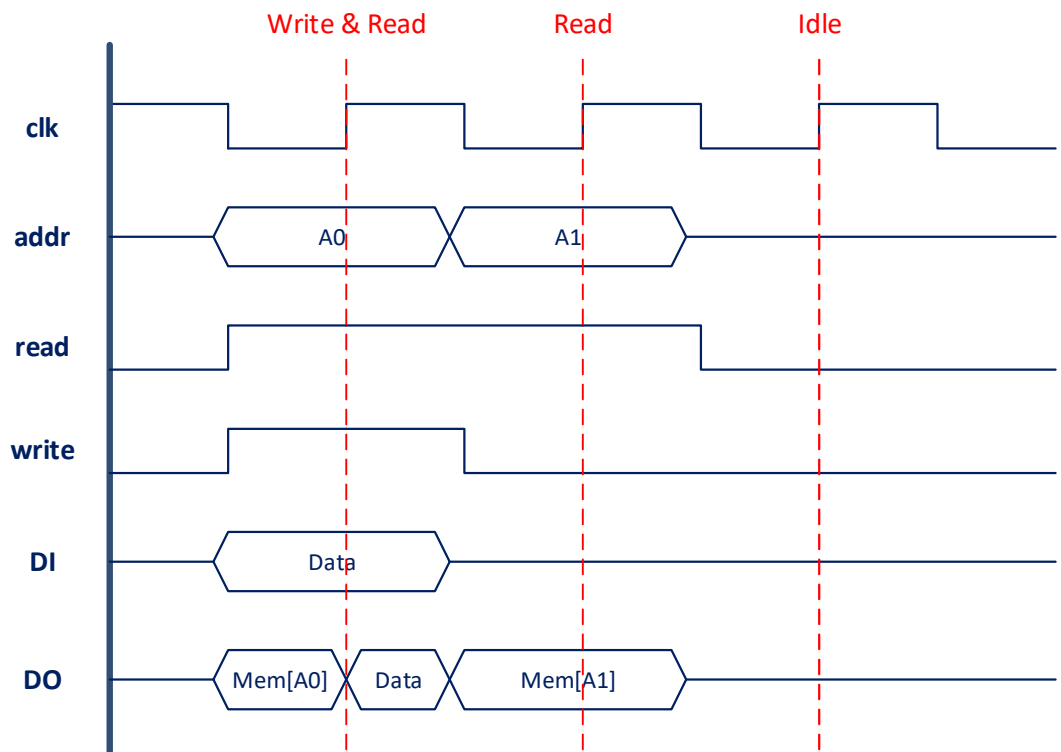 Write & Read Read Idle
clk
addr A0 A1
read
write
DI Data
DO Mem[A0] Data Mem[A1]